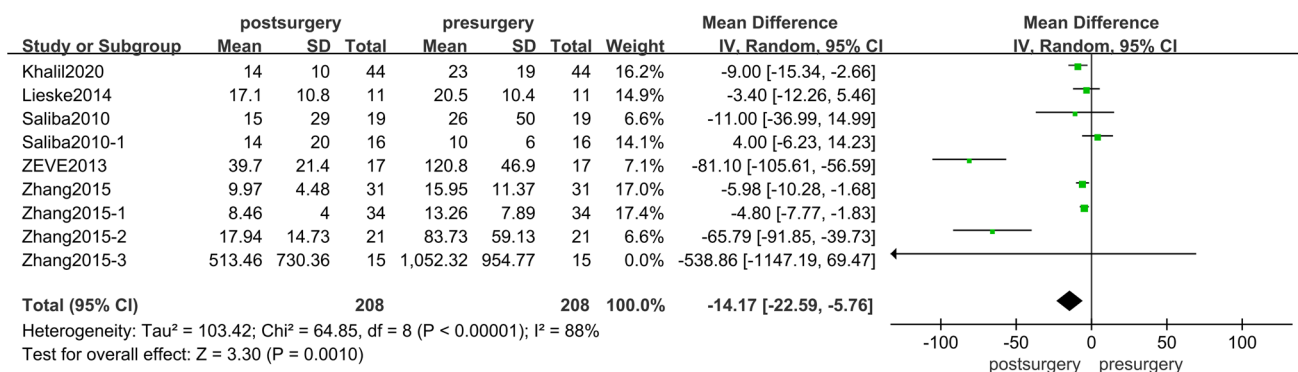 postsurgery presurgery Mean Difference Mean Difference
Study or Subgroup Mean SD Total Mean SD Total Weight IV, Random, 95% CI IV, Random, 95% CI
Khalil2020 14 10 44 23 19 44 16.2% -9.00 [-15.34, -2.66]
Lieske2014 17.1 10.8 11 20.5 10.4 11 14.9% -3.40 [-12.26, 5.46]
Saliba2010 15 29 19 26 50 19 6.6% -11.00 [-36.99, 14.99]
Saliba2010-1 14 20 16 10 6 16 14.1% 4.00 [-6.23, 14.23]
ZEVE2013 39.7 21.4 17 120.8 46.9 17 7.1% -81.10 [-105.61, -56.59]
Zhang2015 9.97 4.48 31 15.95 11.37 31 17.0% -5.98 [-10.28, -1.68]
Zhang2015-1 8.46 4 34 13.26 7.89 34 17.4% -4.80 [-7.77, -1.83]
Zhang2015-2 17.94 14.73 21 83.73 59.13 21 6.6% -65.79 [-91.85, -39.73]
Zhang2015-3 513.46 730.36 15 1,052.32 954.77 15 0.0% -538.86 [-1147.19, 69.47]
Total (95% CI) 208 208 100.0% -14.17 [-22.59, -5.76]
Heterogeneity: Tau² = 103.42; Chi² = 64.85, df = 8 (P < 0.00001); I² = 88%
Test for overall effect: Z = 3.30 (P = 0.0010)
-100 -50 0 50 100
postsurgery presurgery